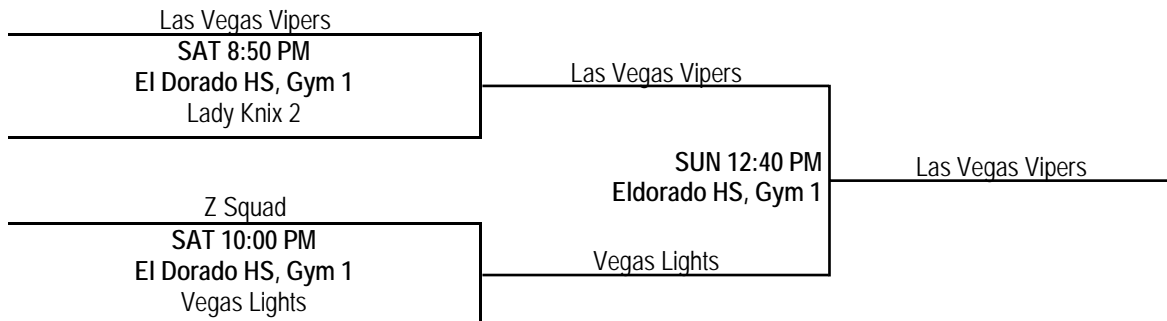 Las Vegas Vipers
SAT 8:50 PM
El Dorado HS, Gym 1
Lady Knix 2
Las Vegas Vipers
SUN 12:40 PM
Eldorado HS, Gym 1
Las Vegas Vipers
Z Squad
SAT 10:00 PM
El Dorado HS, Gym 1
Vegas Lights
Vegas Lights